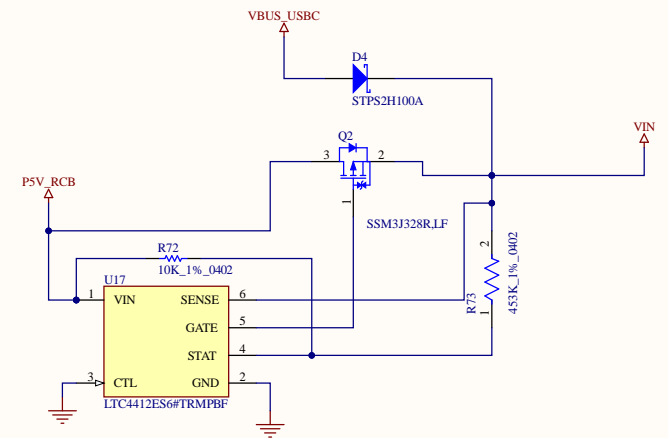 VBUS_USBC
D4
STPS2H100A
Q2
3
2
VIN
P5V_RCB
1
SSM3J328R,LF
R72
10K_1%_0402
2
453K_1%_0402
R73
1
U17
1
VIN
SENSE
6
GATE
5
STAT
4
3
CTL
GND
2
LTC4412ES6#TRMPBF